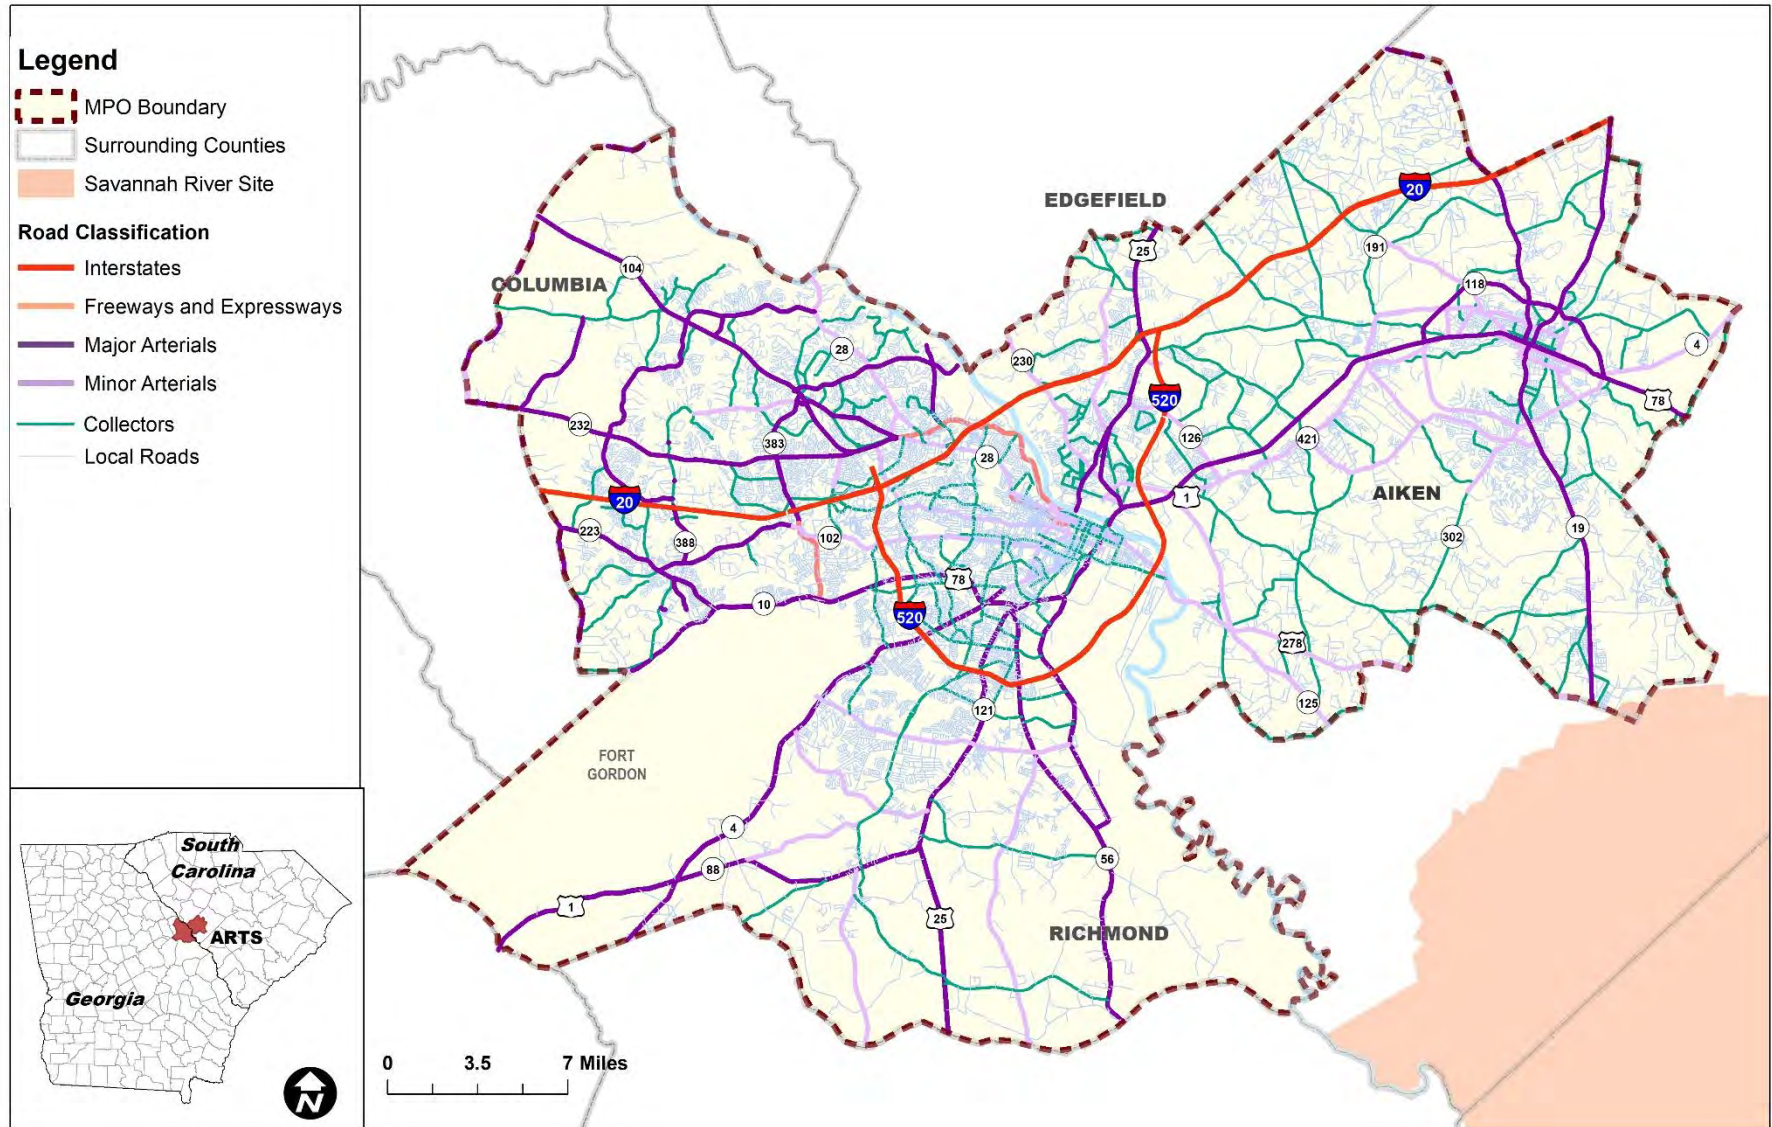 Legend
MPO Boundary
Surrounding Counties
Savannah River Site
Road Classification
Interstates
Freeways and Expressways
Major Arterials
Minor Arterials
Collectors
Local Roads
South
Carolina
ARTS
Georgia
N
0 3.5 7 Miles
EDGEFIELD
20
25
191
118
104
COLUMBIA
28
230
4
520
78
232
383
126
421
28
20
1
AIKEN
223
388
102
302
19
78
10
520
278
121
125
FORT
GORDON
4
88
56
1
25
RICHMOND